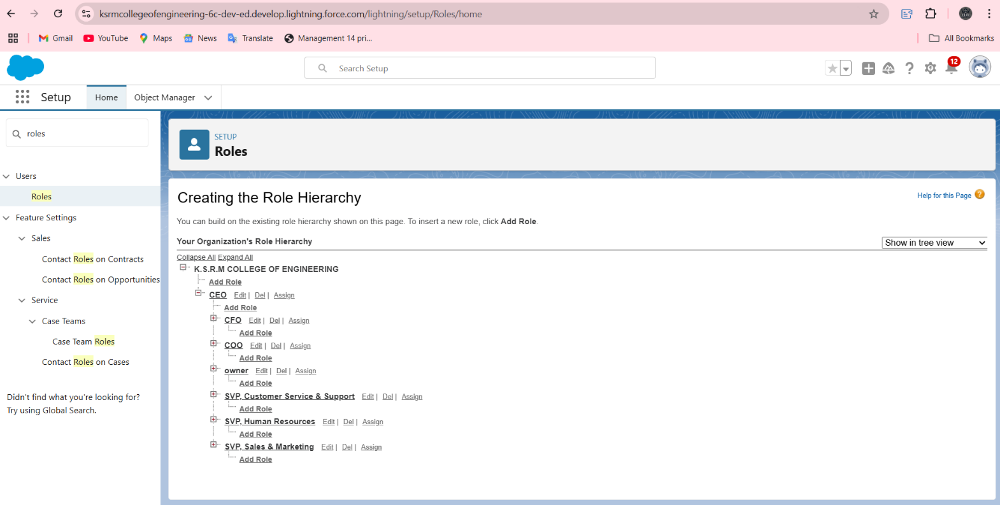 ksrmcollegeofengineering-6c-dev-ed.develop.lightning.force.com/lightning/setup/Roles/home
Gmail YouTube Maps News Translate Management 14 pri... All Bookmarks
Search Setup
12
Setup Home Object Manager
roles
Users
Roles
Feature Settings
Sales
Contact Roles on Contracts
Contact Roles on Opportunities
Service
Case Teams
Case Team Roles
Contact Roles on Cases
Didn't find what you're looking for?
Try using Global Search.
SETUP
Roles
Creating the Role Hierarchy
Help for this Page ?
You can build on the existing role hierarchy shown on this page. To insert a new role, click Add Role.
Your Organization's Role Hierarchy
Show in tree view
Collapse All Expand All
K.S.R.M COLLEGE OF ENGINEERING
Add Role
CEO Edit | Del | Assign
Add Role
CFO Edit | Del | Assign
Add Role
COO Edit | Del | Assign
Add Role
owner Edit | Del | Assign
Add Role
SVP, Customer Service & Support Edit | Del | Assign
Add Role
SVP, Human Resources Edit | Del | Assign
Add Role
SVP, Sales & Marketing Edit | Del | Assign
Add Role